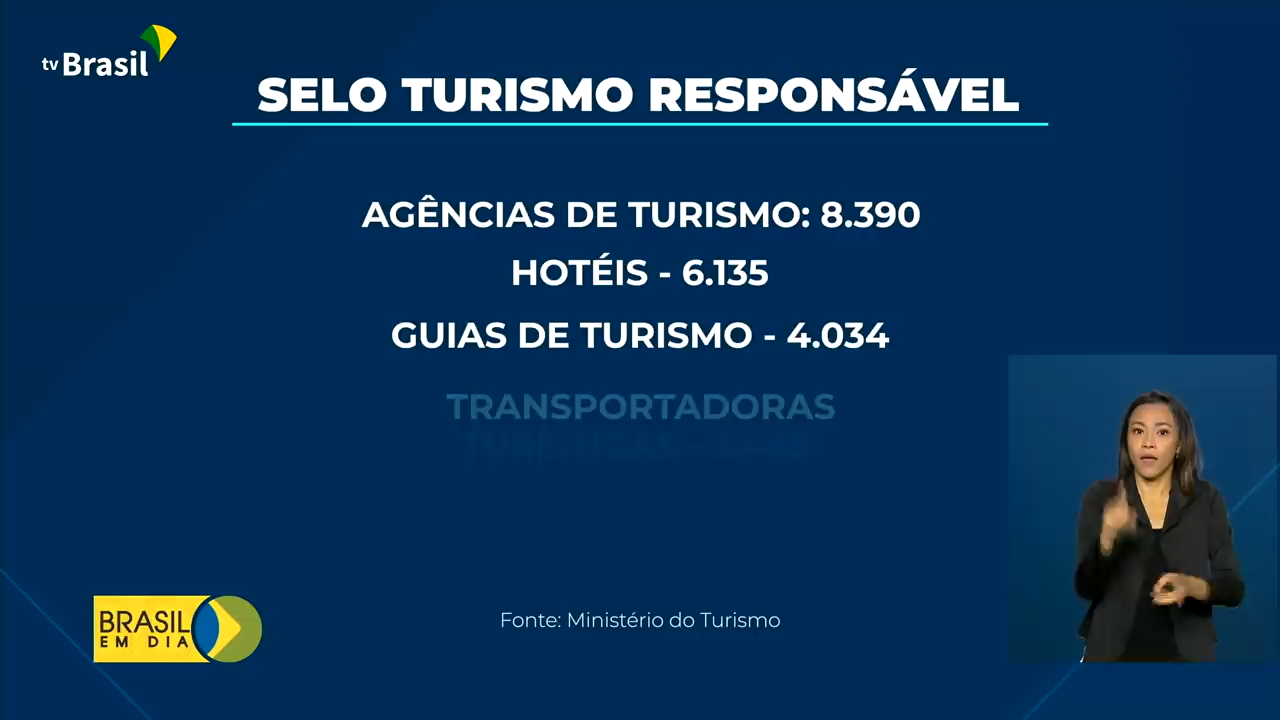 tv Brasil
SELO TURISMO RESPONSÁVEL
AGÊNCIAS DE TURISMO: 8.390
HOTÉIS - 6.135
GUIAS DE TURISMO - 4.034
TRANSPORTADORAS
BRASIL
EM DIA
Fonte: Ministério do Turismo